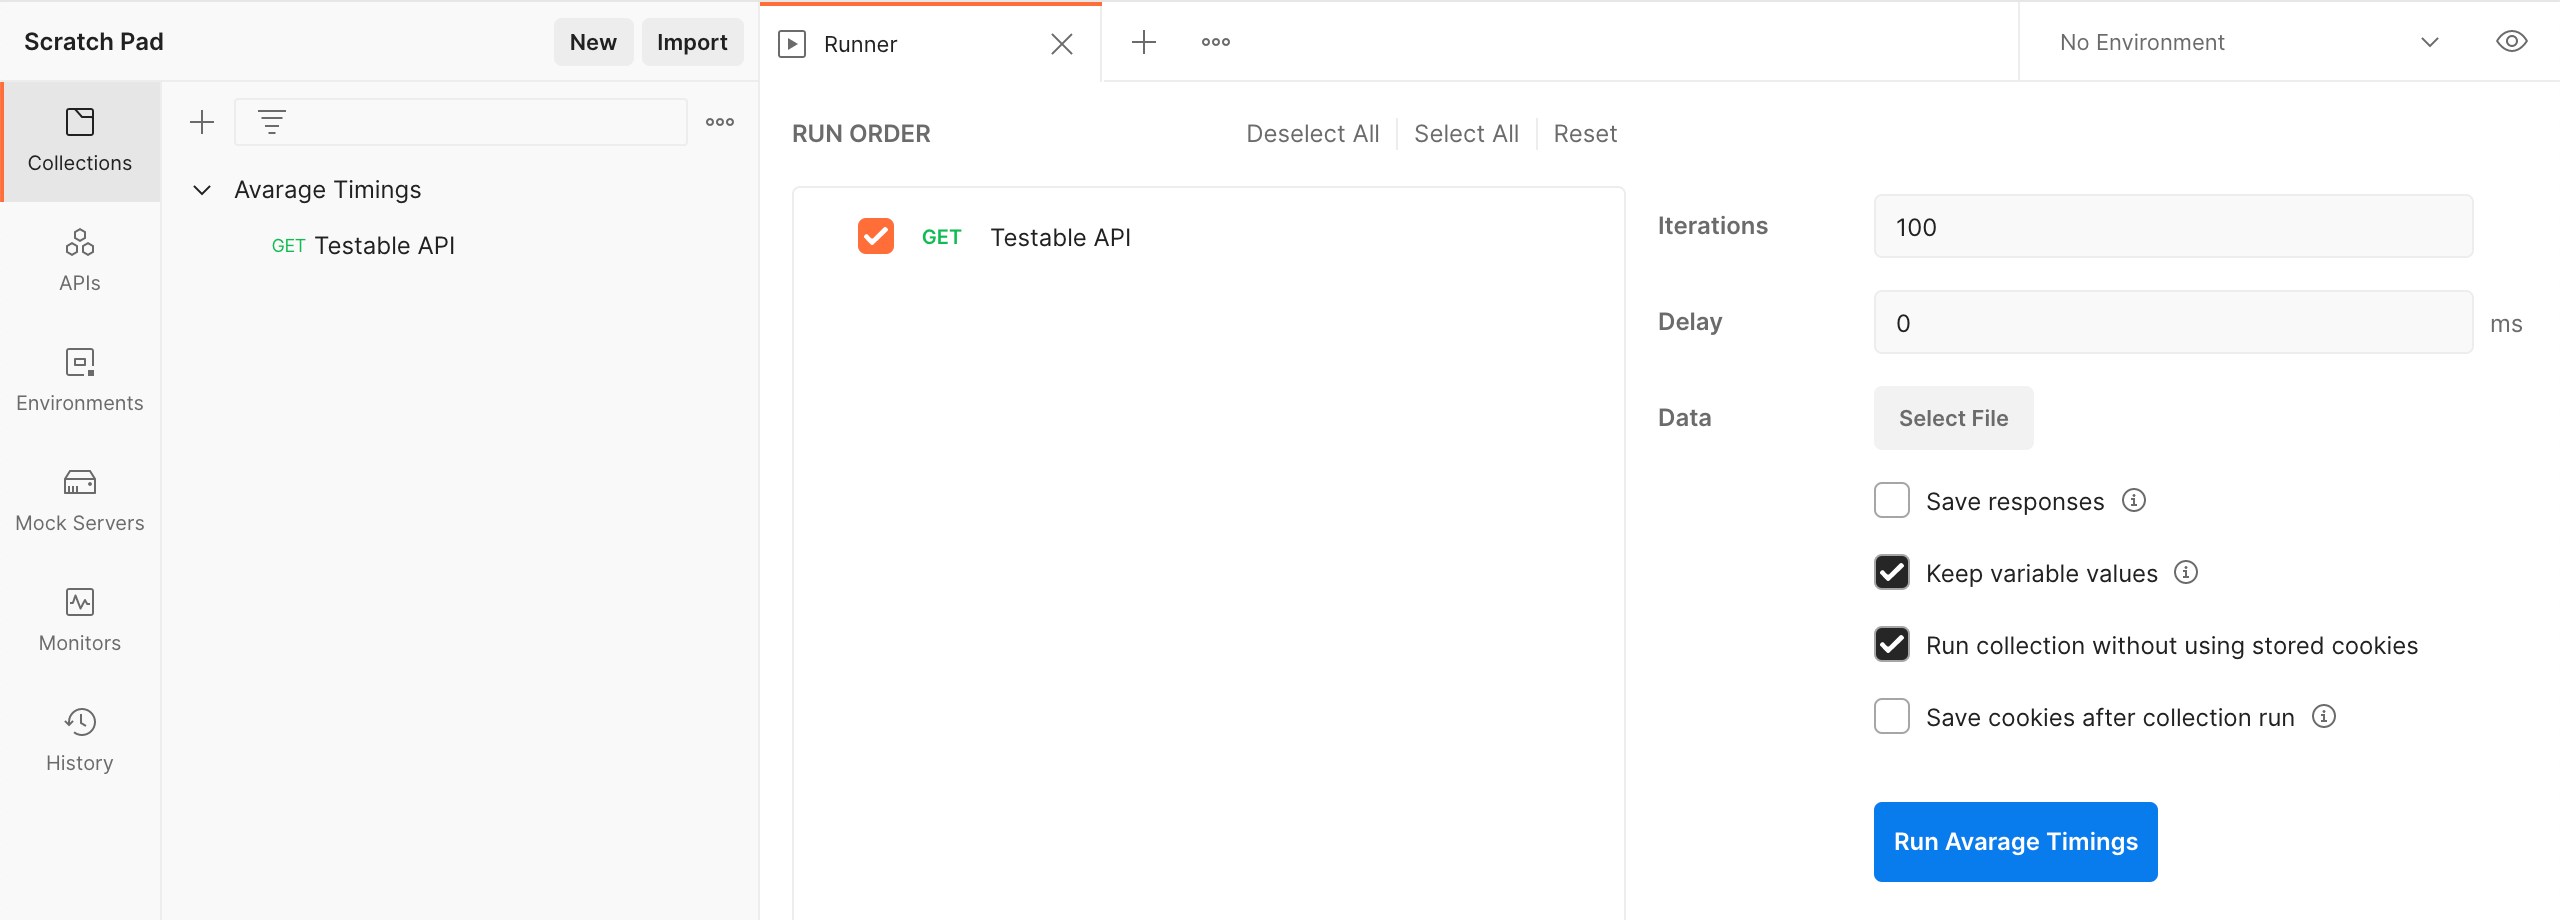 Scratch Pad
New
Import
Runner
No Environment
Collections
APIs
Environments
Mock Servers
Monitors
History
Avarage Timings
GET Testable API
RUN ORDER
Deselect All
Select All
Reset
GET Testable API
Iterations
100
Delay
0
ms
Data
Select File
Save responses
Keep variable values
Run collection without using stored cookies
Save cookies after collection run
Run Avarage Timings